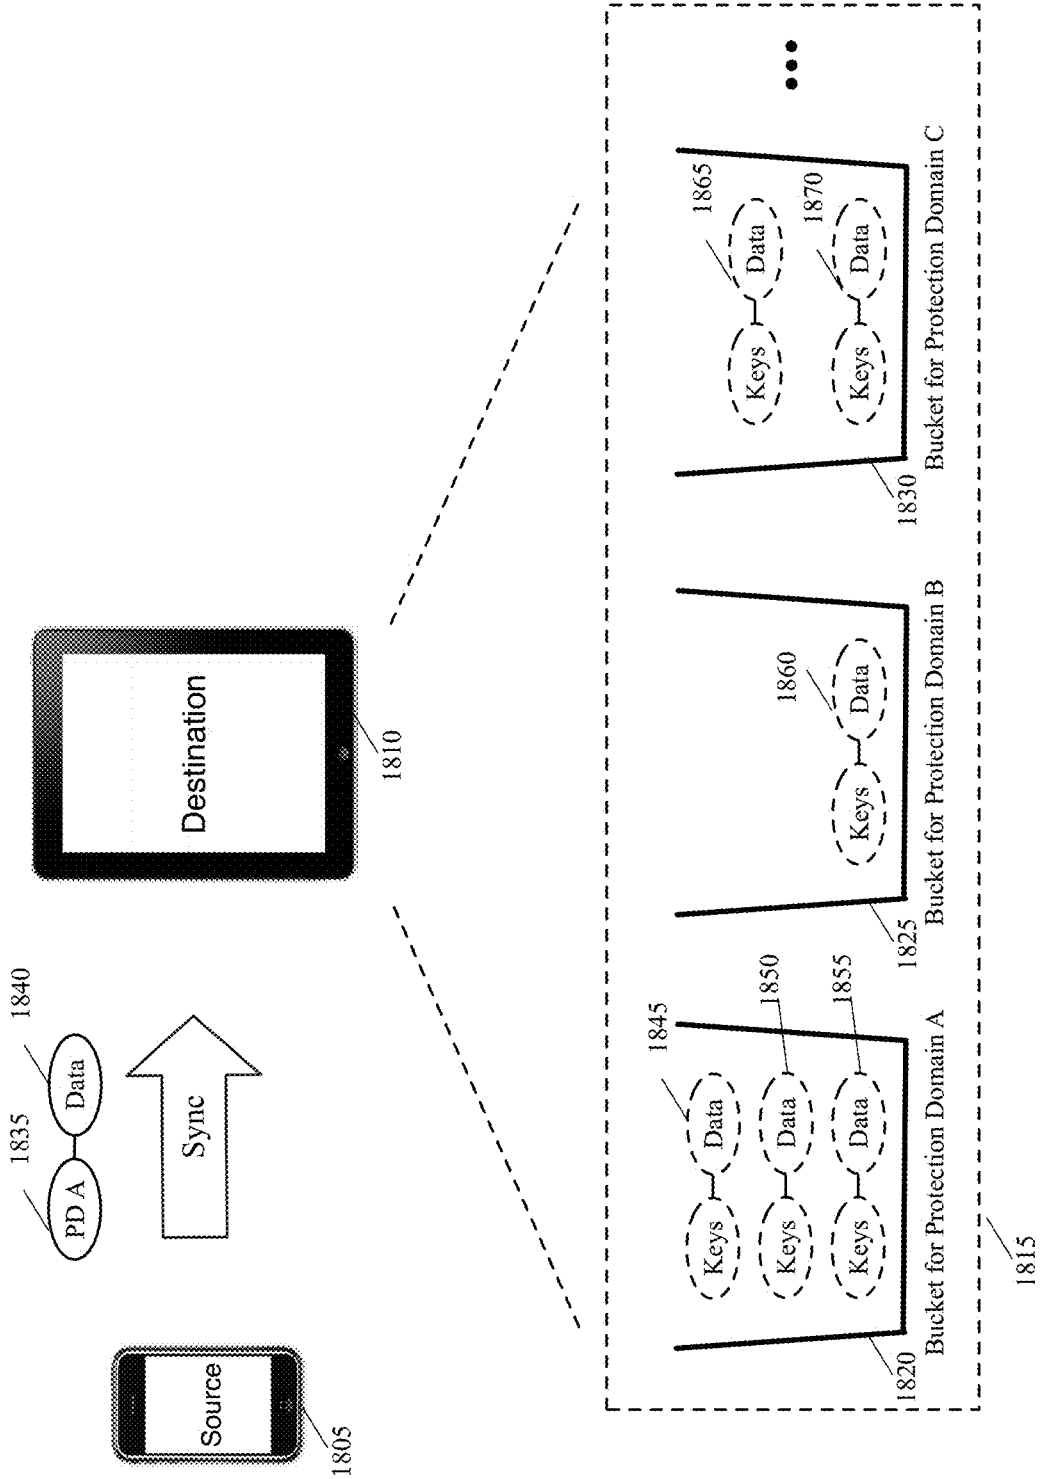 1835
1840
PD A
Data
Sync
Source
1805
Destination
1810
1845
Keys
Data
1850
Keys
Data
1855
Keys
Data
1820
Bucket for Protection Domain A
1860
Keys
Data
1825
Bucket for Protection Domain B
1865
Keys
Data
1870
Keys
Data
1830
Bucket for Protection Domain C
1815